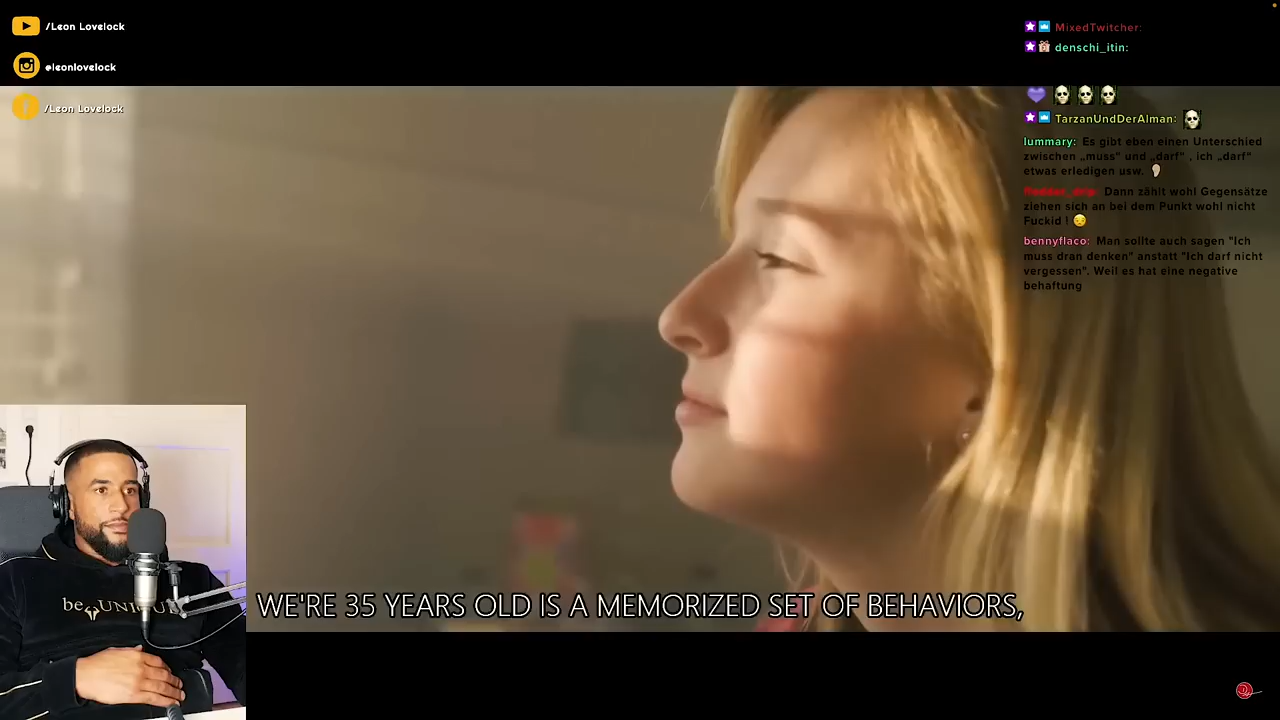 /Leon Lovelock
@leonlovelock
/Leon Lovelock
MixedTwitcher:
denschi_itin:
TarzanUndDerAlman:
lummary: Es gibt eben einen Unterschied
zwischen „muss" und „darf" , ich „darf"
etwas erledigen usw.
Dann zählt wohl Gegensätze
ziehen sich an bei dem Punkt wohl nicht
Fuckid !
bennyflaco: Man sollte auch sagen "Ich
muss dran denken" anstatt "Ich darf nicht
vergessen". Weil es hat eine negative
behaftung
WE'RE 35 YEARS OLD IS A MEMORIZED SET OF BEHAVIORS,